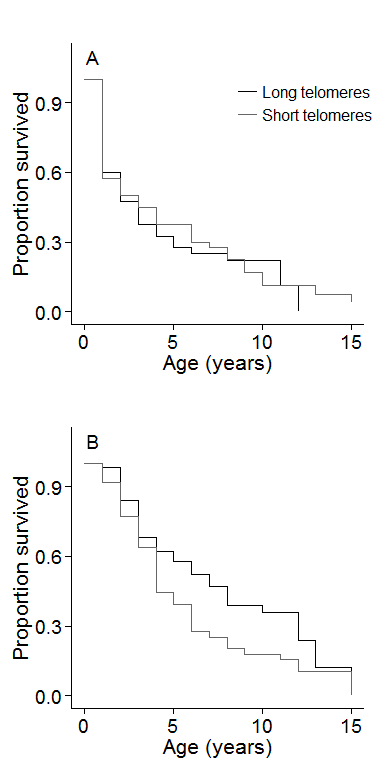 A
Long telomeres
Short telomeres
Proportion survived
0.9
0.6
0.3
0.0
0 5 10 15
Age (years)
B
Proportion survived
0.9
0.6
0.3
0.0
0 5 10 15
Age (years)